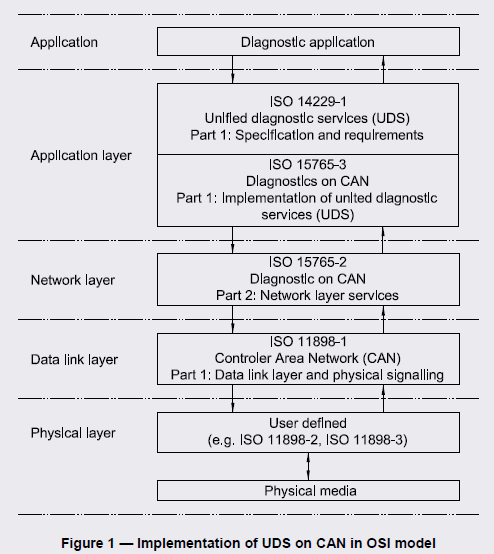 Application
Diagnostic application
ISO 14229-1
Unified diagnostic services (UDS)
Part 1: Specification and requirements
Application layer
ISO 15765-3
Diagnostics on CAN
Part 1: Implementation of united diagnostic
services (UDS)
ISO 15765-2
Network layer
Diagnostic on CAN
Part 2: Network layer services
ISO 11898-1
Data link layer
Controler Area Network (CAN)
Part 1: Data link layer and physical signalling
Physical layer
User defined
(e.g. ISO 11898-2, ISO 11898-3)
Physical media
Figure 1 — Implementation of UDS on CAN in OSI model